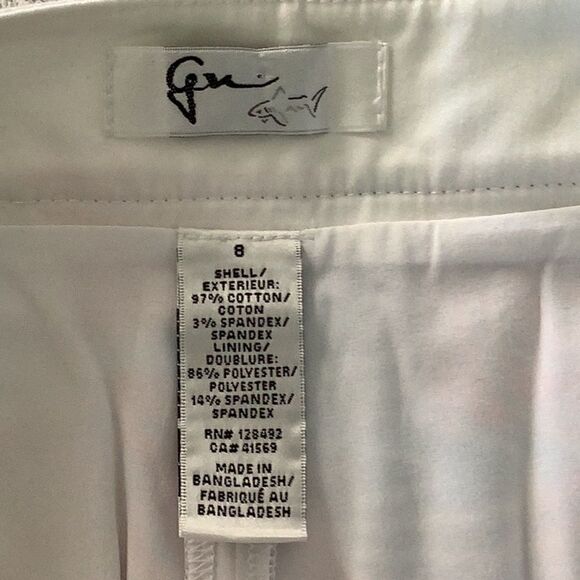 8
SHELL/
EXTERIEUR:
97% COTTON/
COTON
3% SPANDEX/
SPANDEX
LINING/
DOUBLURE:
86% POLYESTER/
POLYESTER
14% SPANDEX/
SPANDEX
RN# 128492
CA# 41569
MADE IN
BANGLADESH/
FABRIQUÉ AU
BANGLADESH